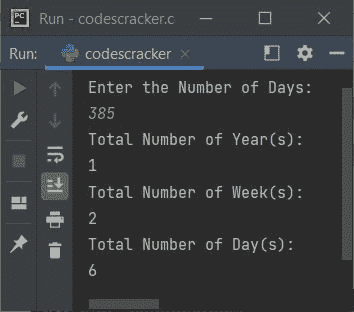 Run - codescracker.c
Run: codescracker
Enter the Number of Days:
385
Total Number of Year(s):
1
Total Number of Week(s):
2
Total Number of Day(s):
6